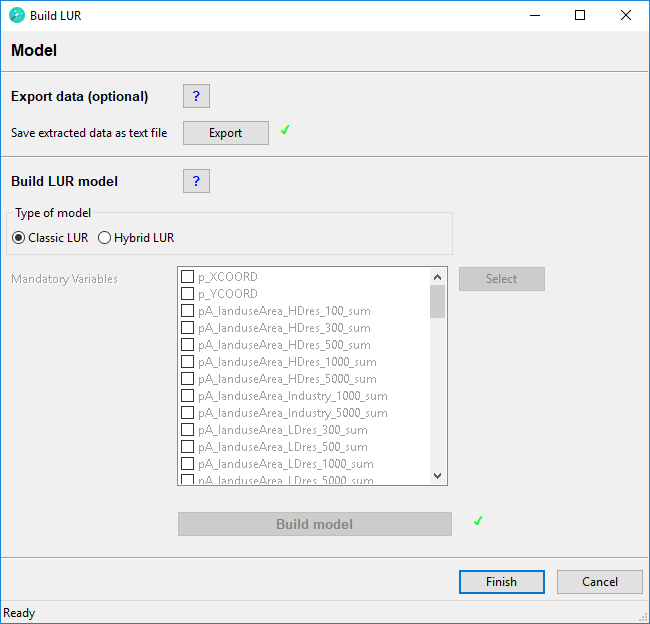 Build LUR
Model
Export data (optional) ?
Save extracted data as text file Export
Build LUR model ?
Type of model
Classic LUR Hybrid LUR
Mandatory Variables
p_XCOORD
p_YCOORD
pA_landuseArea_HDres_100_sum
pA_landuseArea_HDres_300_sum
pA_landuseArea_HDres_500_sum
pA_landuseArea_HDres_1000_sum
pA_landuseArea_HDres_5000_sum
pA_landuseArea_Industry_1000_sum
pA_landuseArea_Industry_5000_sum
pA_landuseArea_LDres_300_sum
pA_landuseArea_LDres_500_sum
pA_landuseArea_LDres_1000_sum
pA_landuseArea_LDres_5000_sum
Select
Build model
Finish Cancel
Ready